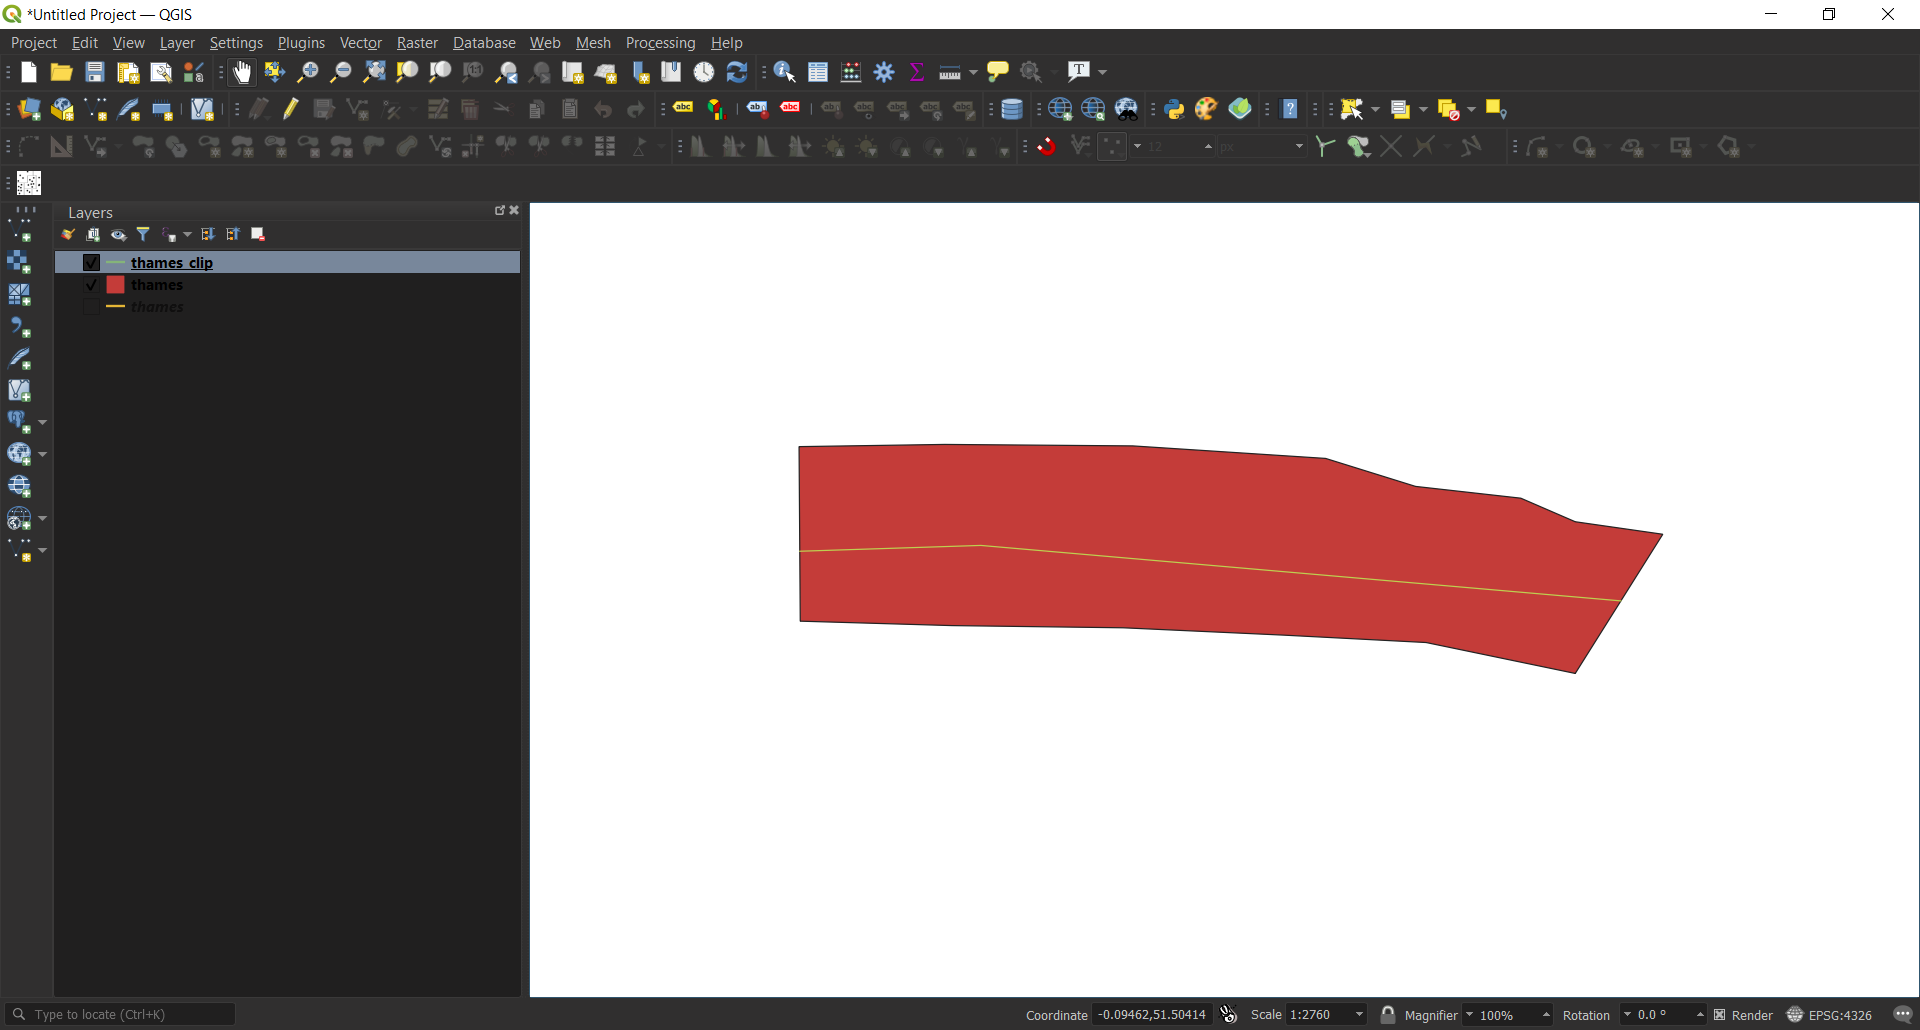 *Untitled Project — QGIS
Project Edit View Layer Settings Plugins Vector Raster Database Web Mesh Processing Help
Layers
thames clip
thames
thames
Type to locate (Ctrl+K)
Coordinate -0.09462,51.50414 Scale 1:2760 Magnifier 100% Rotation 0.0 ° Render EPSG:4326